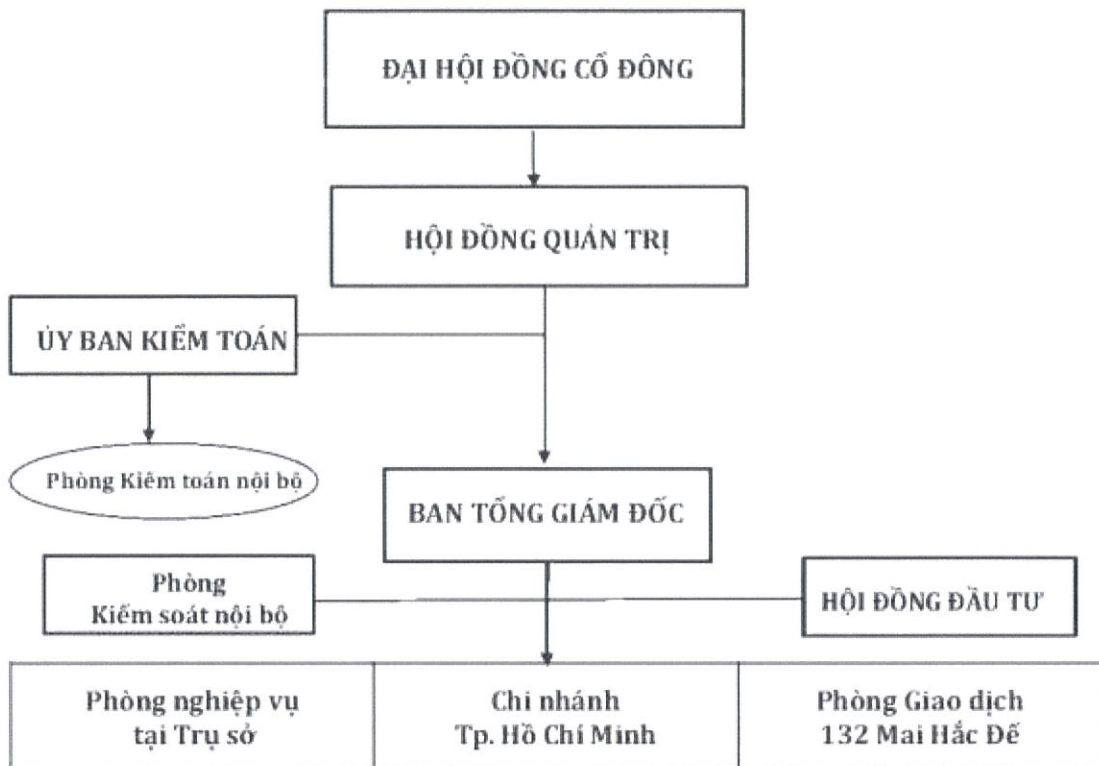 ĐẠI HỘI ĐỒNG CỔ ĐÔNG
HỘI ĐỒNG QUẢN TRỊ
ỦY BAN KIỂM TOÁN
Phòng Kiểm toán nội bộ
BAN TỔNG GIÁM ĐỐC
Phòng
Kiểm soát nội bộ
HỘI ĐỒNG ĐẦU TƯ
Phòng nghiệp vụ
tại Trụ sở
Chi nhánh
Tp. Hồ Chí Minh
Phòng Giao dịch
132 Mai Hắc Đế